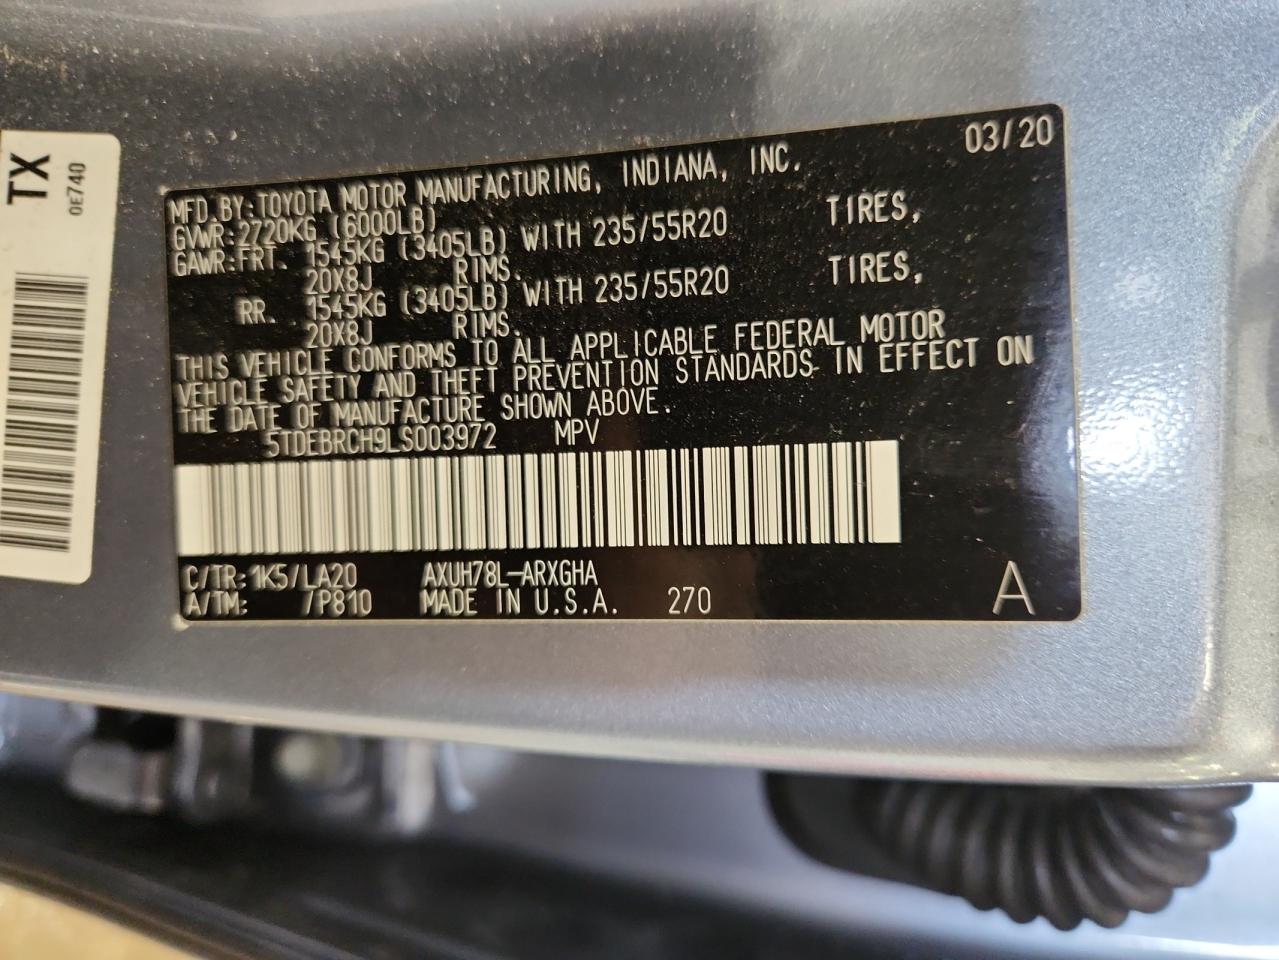 TX
0E740
03/20
MFD.BY:TOYOTA MOTOR MANUFACTURING, INDIANA, INC.
GVWR:2720KG (6000LB)
GAWR:FRT. 1545KG (3405LB) WITH 235/55R20 TIRES,
20X8J RIMS.
RR. 1545KG (3405LB) WITH 235/55R20 TIRES,
20X8J RIMS.
THIS VEHICLE CONFORMS TO ALL APPLICABLE FEDERAL MOTOR
VEHICLE SAFETY AND THEFT PREVENTION STANDARDS IN EFFECT ON
THE DATE OF MANUFACTURE SHOWN ABOVE.
5TDEBRCH9LS003972 MPV
C/TR:1K5/LA20 AXUH78L-ARXGHA
A/TM: /P810 MADE IN U.S.A. 270 A